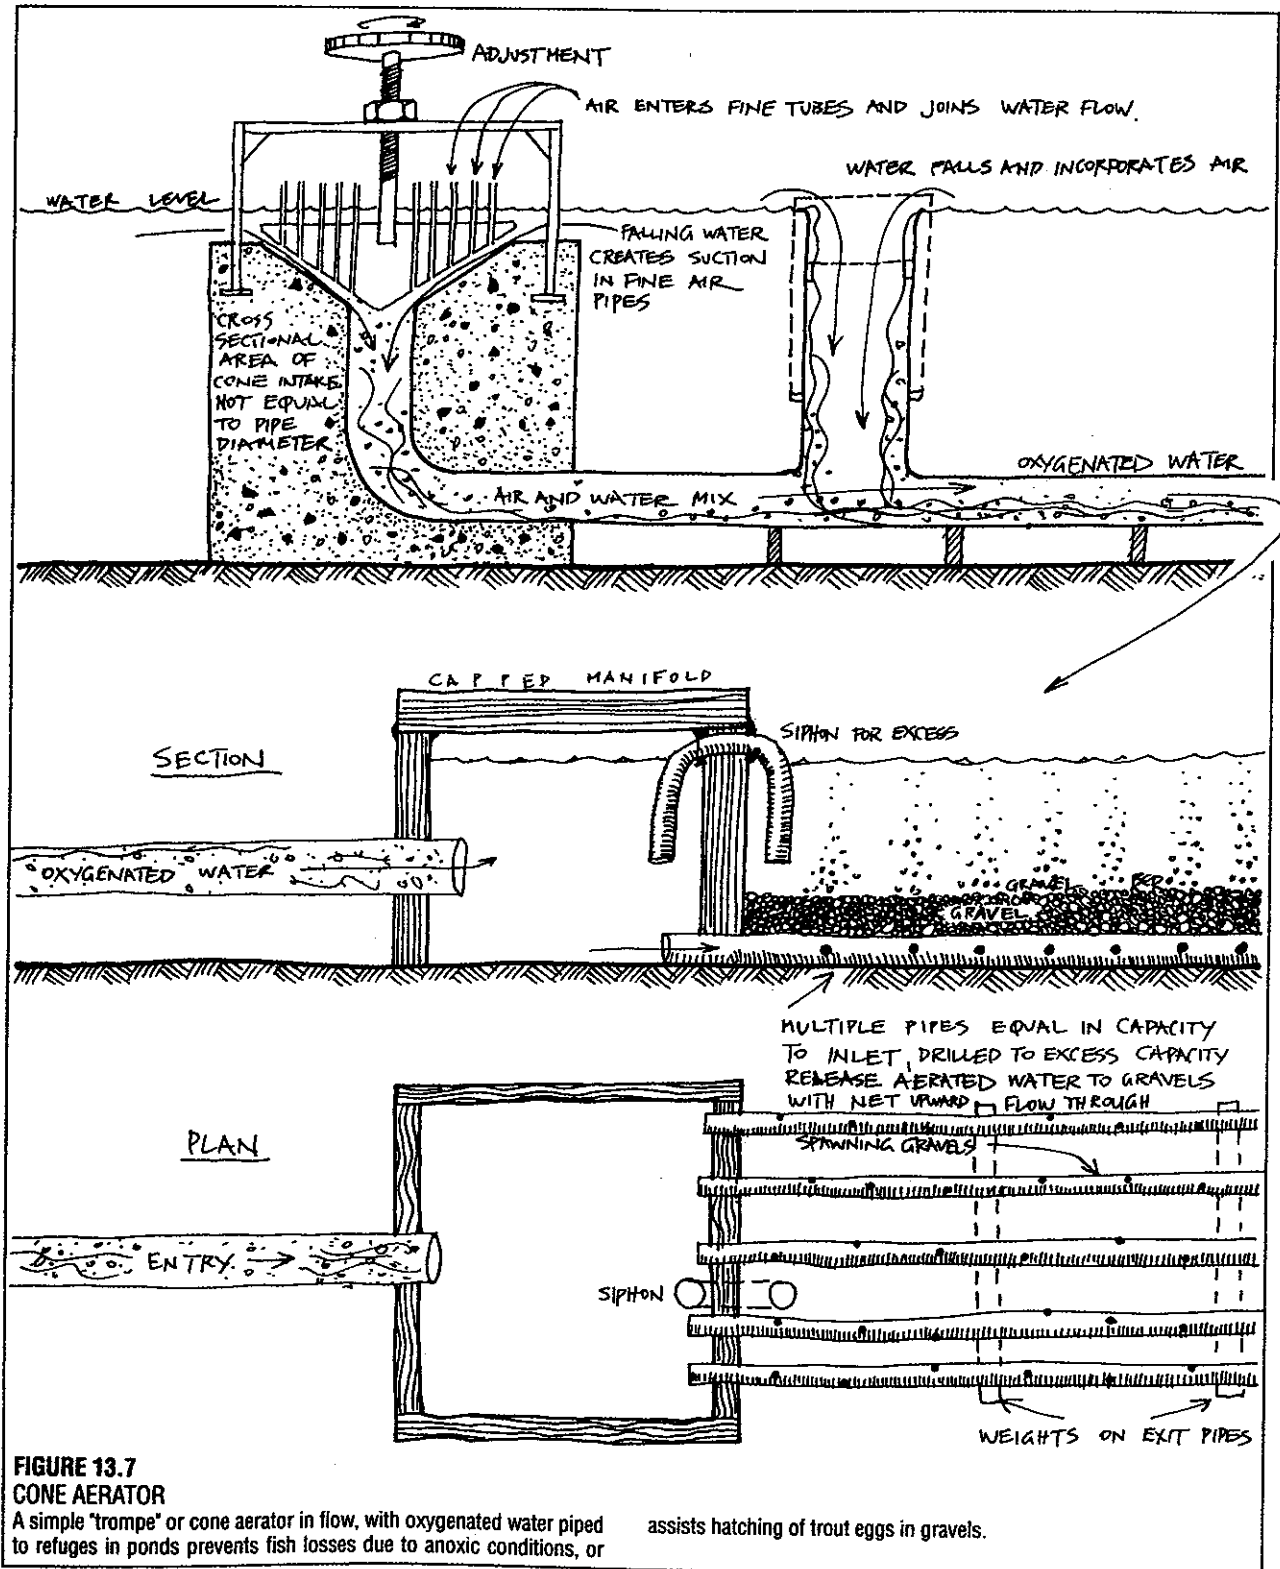 ADJUSTMENT
AIR ENTERS FINE TUBES AND JOINS WATER FLOW.
WATER FALLS AND INCORPORATES AIR
WATER LEVEL
FALLING WATER
CREATES SUCTION
IN FINE AIR
PIPES
CROSS
SECTIONAL
AREA OF
CONE INTAKE
NOT EQUAL
TO PIPE
DIAMETER
AIR AND WATER MIX
OXYGENATED WATER
CAPPED MANIFOLD
SIPHON FOR EXCESS
SECTION
OXYGENATED WATER
GRAVEL BED
GRAVEL
MULTIPLE PIPES EQUAL IN CAPACITY
TO INLET, DRILLED TO EXCESS CAPACITY
RELEASE AERATED WATER TO GRAVELS
WITH NET UPWARD FLOW THROUGH
SPAWNING GRAVELS
PLAN
ENTRY
SIPHON
WEIGHTS ON EXIT PIPES
FIGURE 13.7
CONE AERATOR
A simple "trompe" or cone aerator in flow, with oxygenated water piped
to refuges in ponds prevents fish losses due to anoxic conditions, or
assists hatching of trout eggs in gravels.